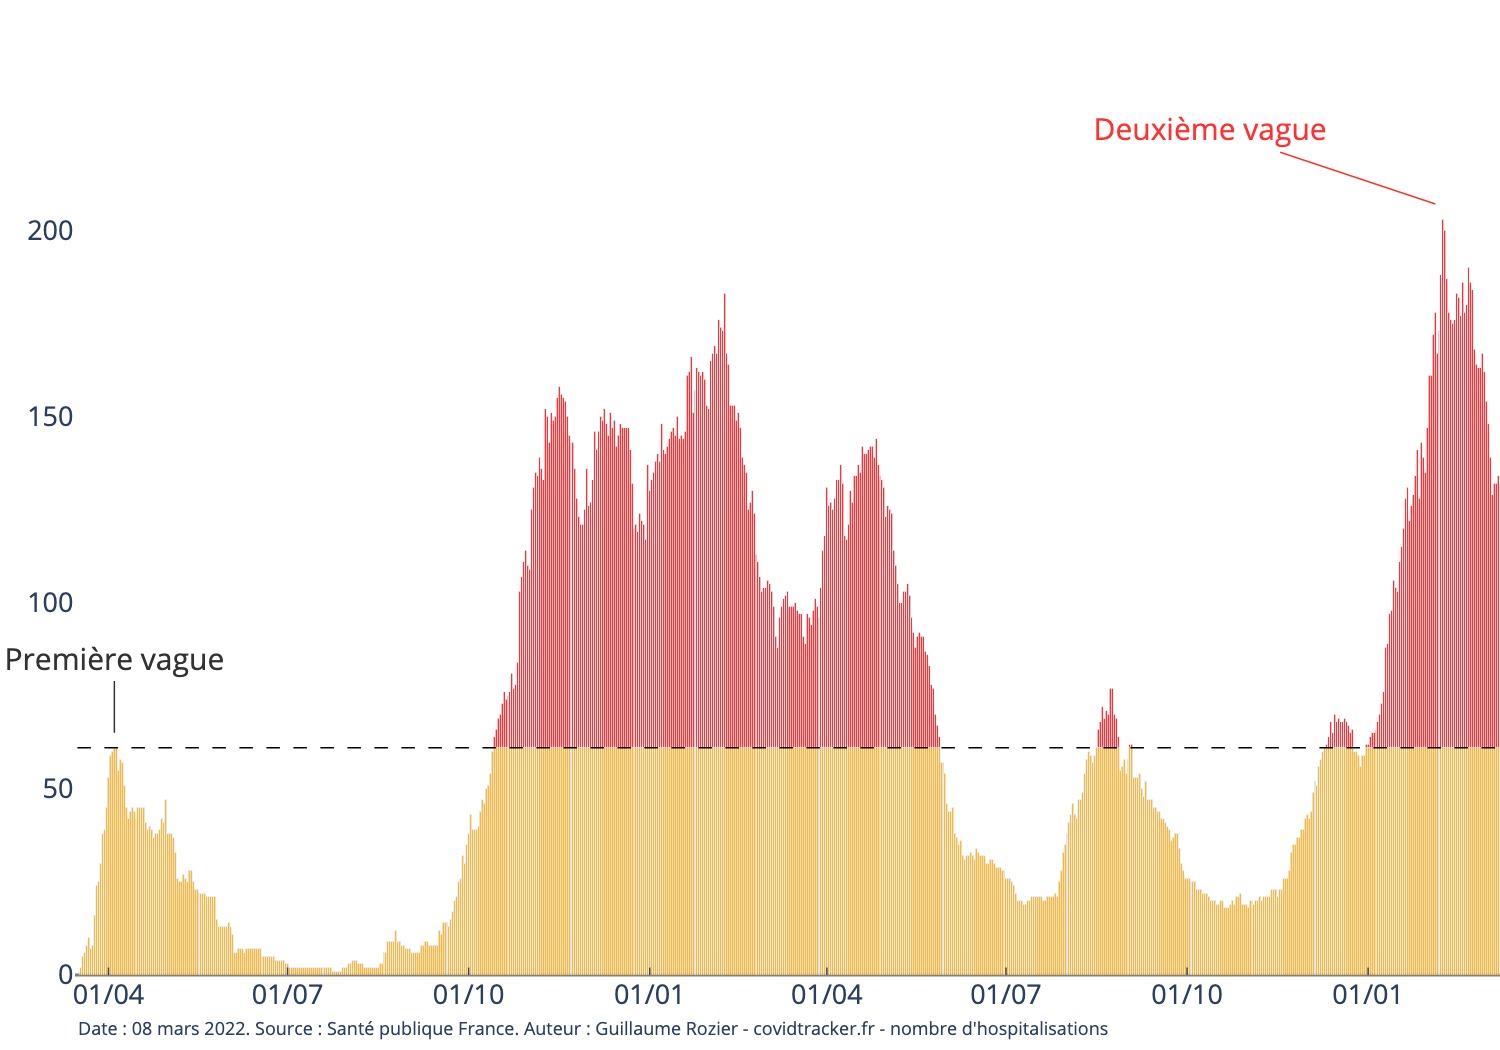 Deuxième vague
200
150
100
Première vague
50
0
01/04 01/07 01/10 01/01 01/04 01/07 01/10 01/01
Date : 08 mars 2022. Source : Santé publique France. Auteur : Guillaume Rozier - covidtracker.fr - nombre d'hospitalisations